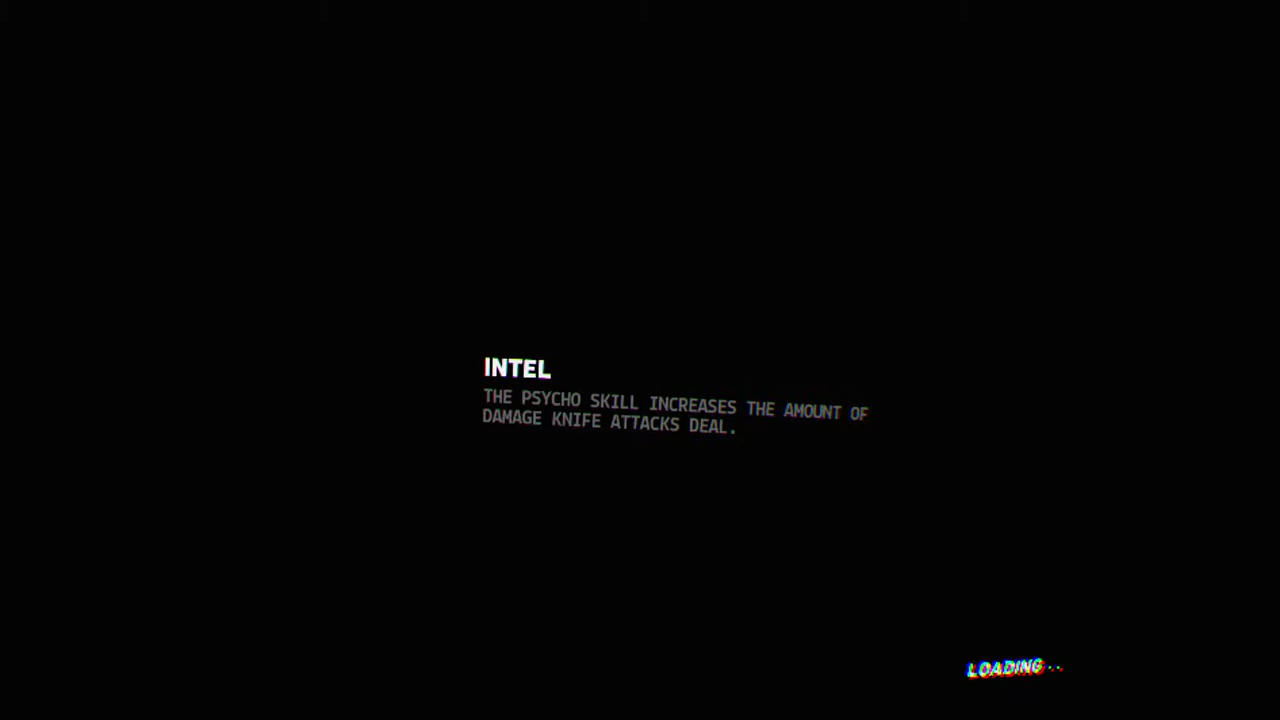 INTEL
THE PSYCHO SKILL INCREASES THE AMOUNT OF
DAMAGE KNIFE ATTACKS DEAL.
LOADING..